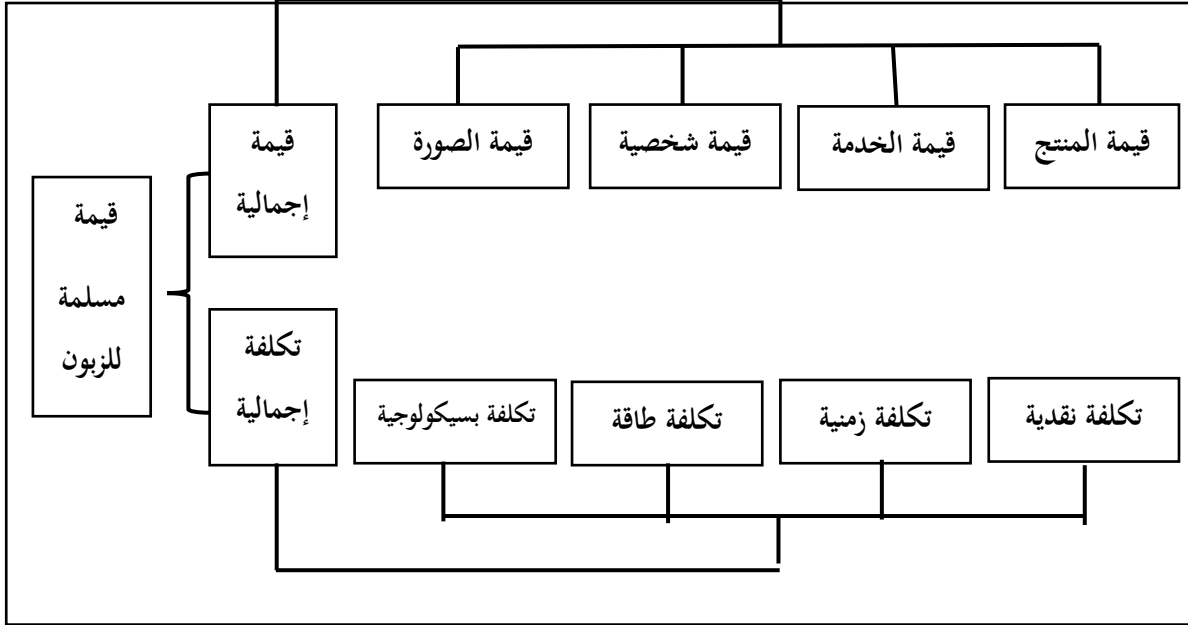 قيمة المنتج
قيمة الخدمة
قيمة شخصية
قيمة الصورة
قيمة
إجمالية
قيمة
مسلمة
للزبون
تكلفة
إجمالية
تكلفة نقدية
تكلفة زمنية
تكلفة طاقة
تكلفة بسيكولوجية